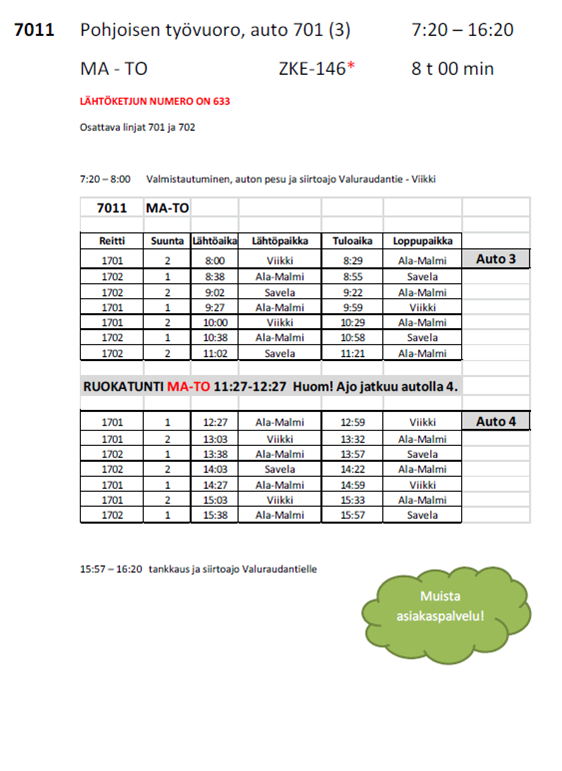 7011 Pohjoisen työvuoro, auto 701 (3) 7:20 – 16:20
MA - TO ZKE-146* 8 t 00 min
LÄHTÖKETJUN NUMERO ON 633
Osattava linjat 701 ja 702
7:20 – 8:00 Valmistautuminen, auton pesu ja siirtoajo Valuraudantie - Viikki
7011 MA-TO
Reitti Suunta Lähtöaika Lähtöpaikka Tuloaika Loppupaikka
1701 2 8:00 Viikki 8:29 Ala-Malmi Auto 3
1702 1 8:38 Ala-Malmi 8:55 Savela
1702 2 9:02 Savela 9:22 Ala-Malmi
1701 1 9:27 Ala-Malmi 9:59 Viikki
1701 2 10:00 Viikki 10:29 Ala-Malmi
1702 1 10:38 Ala-Malmi 10:58 Savela
1702 2 11:02 Savela 11:21 Ala-Malmi
RUOKATUNTI MA-TO 11:27-12:27 Huom! Ajo jatkuu autolla 4.
1701 1 12:27 Ala-Malmi 12:59 Viikki Auto 4
1701 2 13:03 Viikki 13:32 Ala-Malmi
1702 1 13:38 Ala-Malmi 13:57 Savela
1702 2 14:03 Savela 14:22 Ala-Malmi
1701 1 14:27 Ala-Malmi 14:59 Viikki
1701 2 15:03 Viikki 15:33 Ala-Malmi
1702 1 15:38 Ala-Malmi 15:57 Savela
15:57 – 16:20 tankkaus ja siirtoajo Valuraudantielle
Muista
asiakaspalvelu!